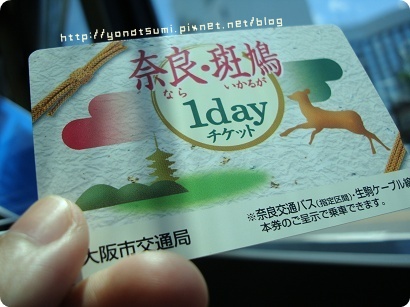 http://yonotsumi.pixnet.net/blog
奈良・斑鳩
なら いかるが
1day
チケット
※奈良交通バス(指定区間)・生駒ケーブル線
本券のご呈示で乗車できます。
大阪市交通局